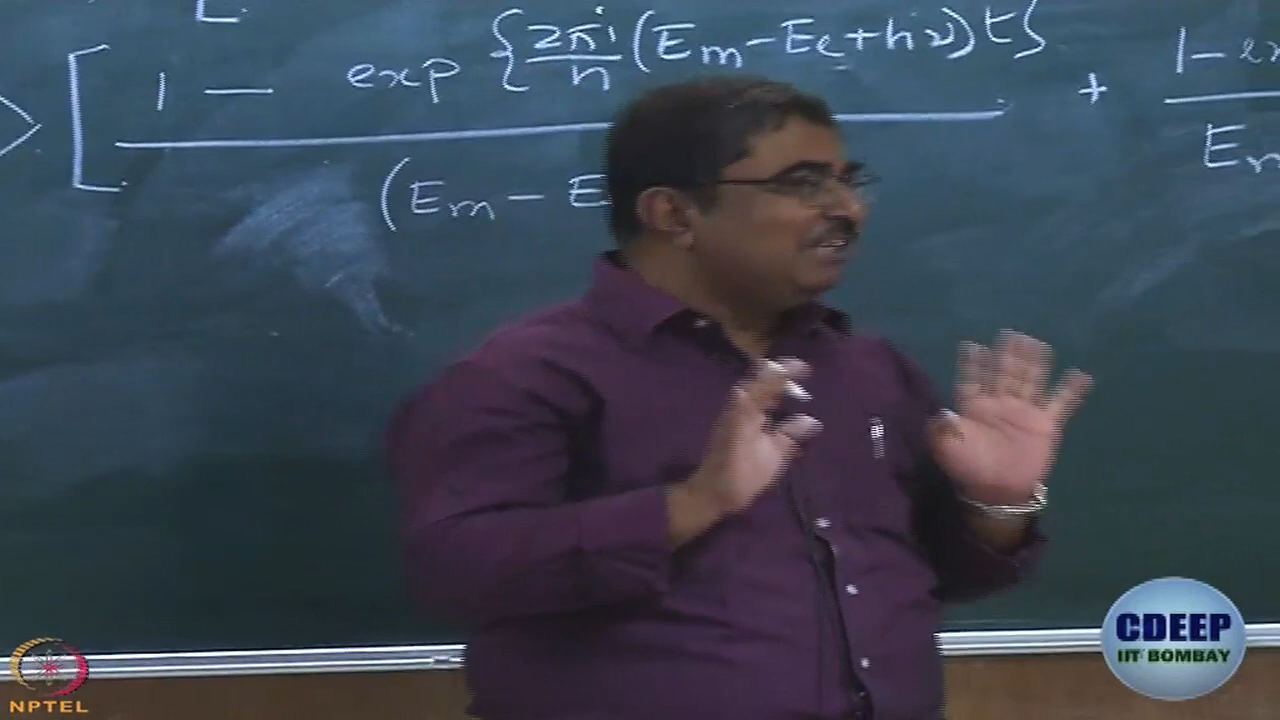 [ 1 — exp {2πi/h (Em−El+hν)t} + 1−ex
(Em − E
Em
NPTEL
CDEEP
IIT BOMBAY